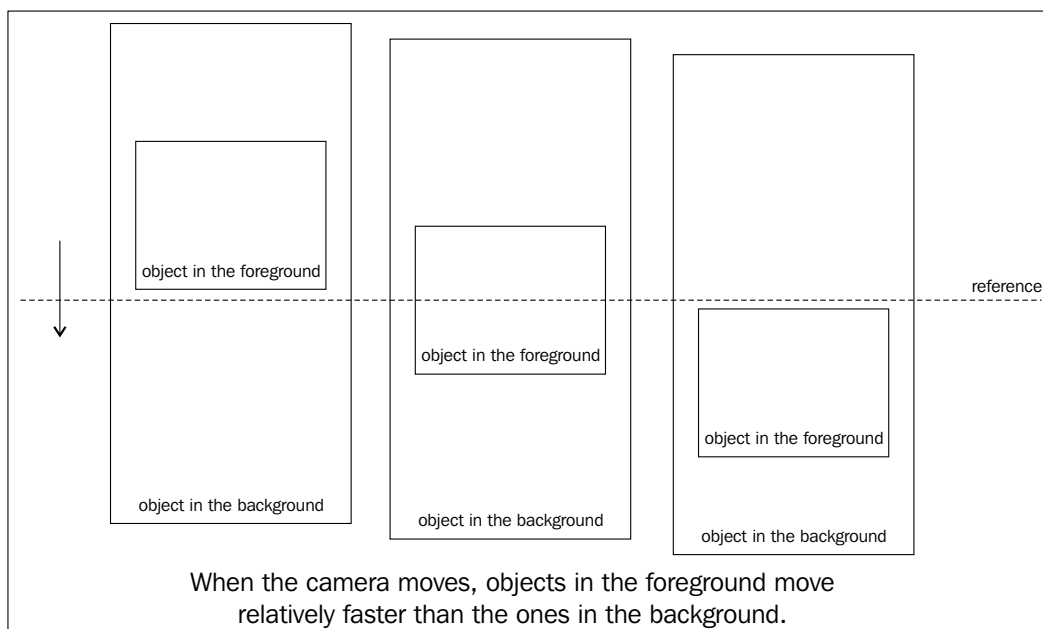 object in the foreground
reference
object in the foreground
object in the foreground
object in the background
object in the background
object in the background
When the camera moves, objects in the foreground move
relatively faster than the ones in the background.